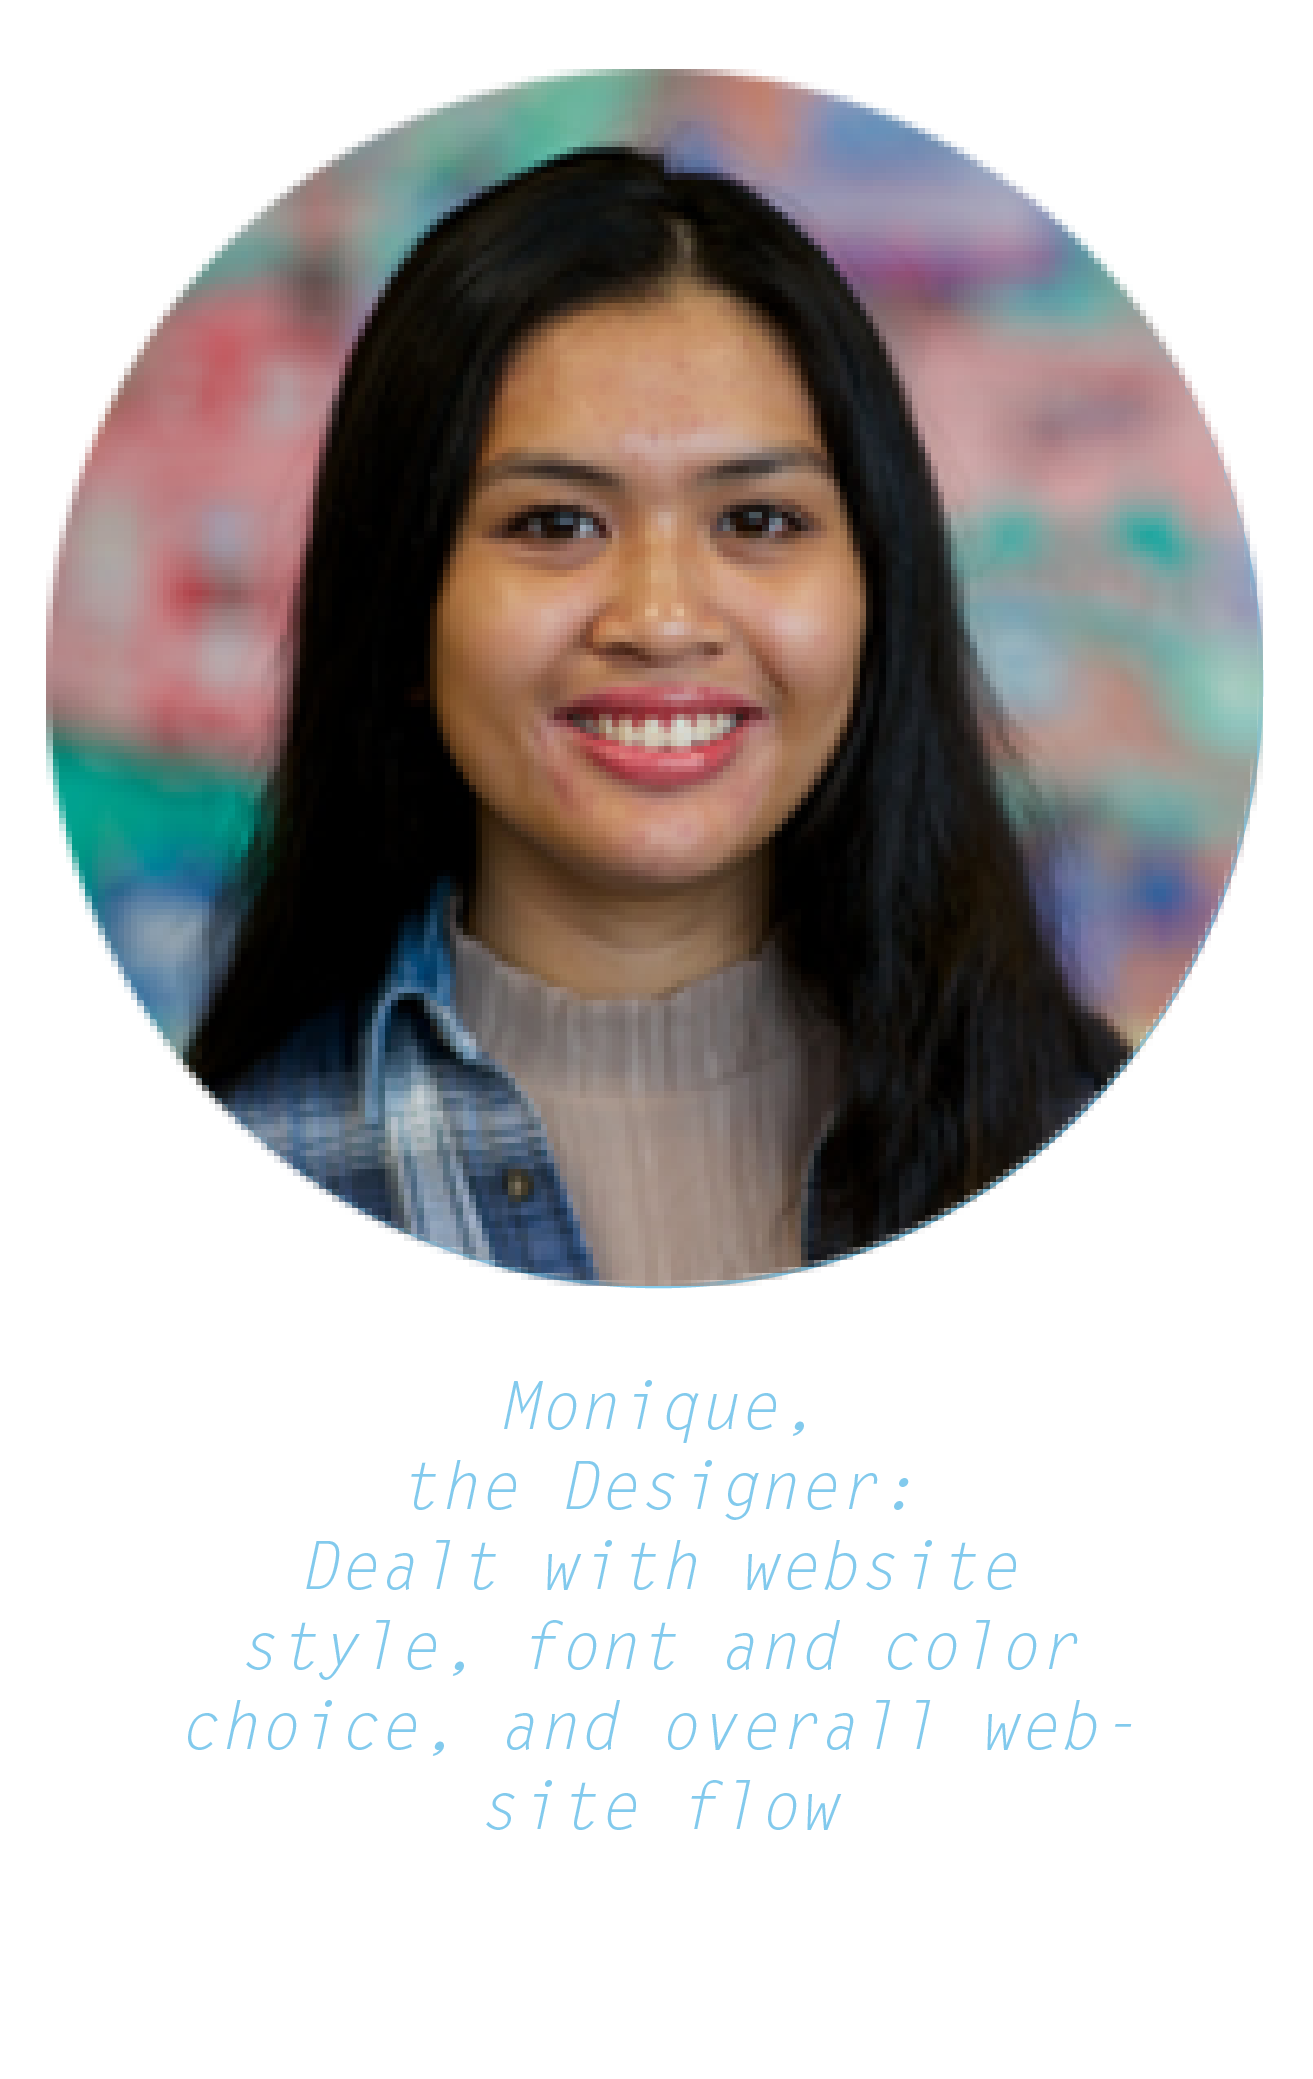 Monique,
the Designer:
Dealt with website
style, font and color
choice, and overall web-
site flow